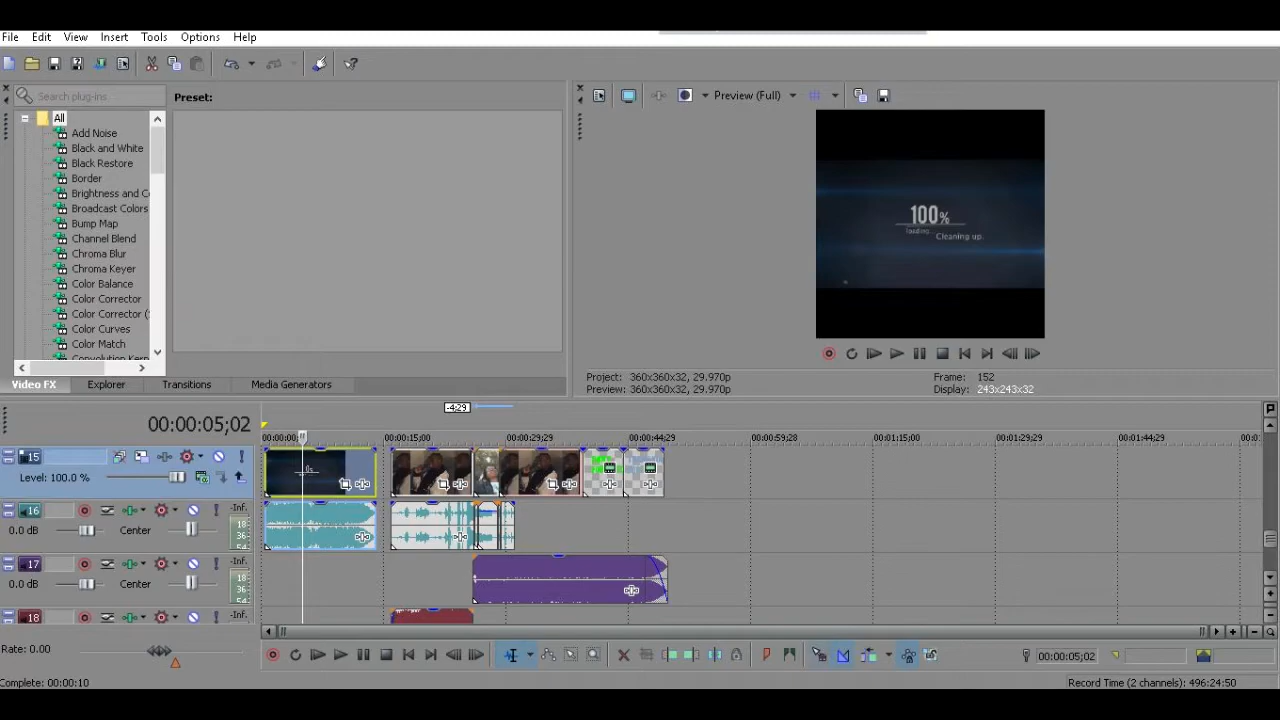 File Edit View Insert Tools Options Help
Search plug-ins
Preset:
Preview (Full)
All
Add Noise
Black and White
Black Restore
Border
Brightness and C
Broadcast Colors
Bump Map
Channel Blend
Chroma Blur
Chroma Keyer
Color Balance
Color Corrector
Color Corrector (
Color Curves
Color Match
Convolution Kern
100%
loading...
Cleaning up.
Video FX Explorer Transitions Media Generators
Project: 360x360x32, 29.970p
Preview: 360x360x32, 29.970p
Frame: 152
Display: 243x243x32
00:00:05;02
-4;29
00:00:00; 00:00:15;00 00:00:29;29 00:00:44;29 00:00:59;28 00:01:15;00 00:01:29;29 00:01:44;29 00:0
15
Level: 100.0 %
16
0.0 dB Center
-Inf.
18
36
54
17
0.0 dB Center
-Inf.
18
36
54
18
-Inf.
Rate: 0.00
00:00:05;02
Complete: 00:00:10
Record Time (2 channels): 496:24:50